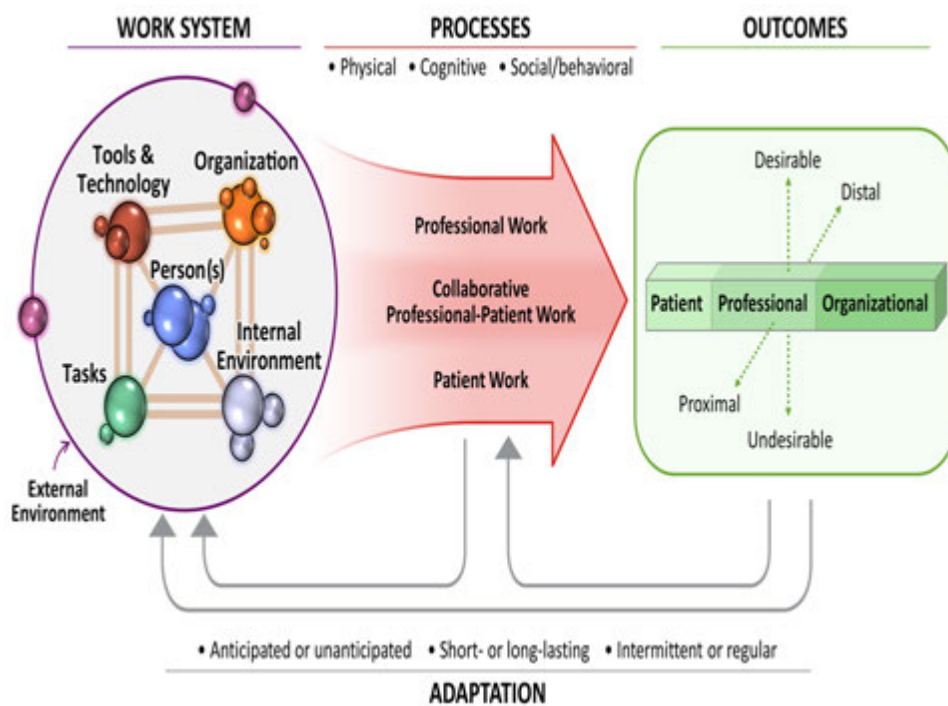 WORK SYSTEM
PROCESSES
OUTCOMES
• Physical • Cognitive • Social/behavioral
Tools &
Technology
Organization
Person(s)
Internal
Environment
Tasks
External
Environment
Professional Work
Collaborative
Professional-Patient Work
Patient Work
Desirable
Distal
Patient Professional Organizational
Proximal
Undesirable
• Anticipated or unanticipated • Short- or long-lasting • Intermittent or regular
ADAPTATION